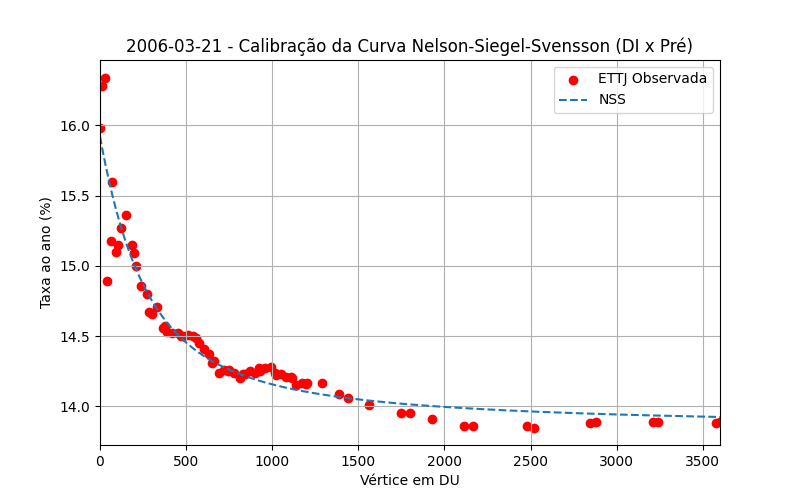 2006-03-21 - Calibração da Curva Nelson-Siegel-Svensson (DI x Pré)
ETTJ Observada
NSS
Taxa ao ano (%)
16.0
15.5
15.0
14.5
14.0
0
500
1000
1500
2000
2500
3000
3500
Vértice em DU